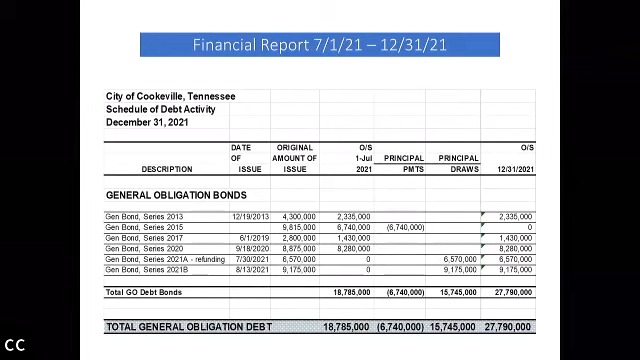 Financial Report 7/1/21 – 12/31/21
City of Cookeville, Tennessee
Schedule of Debt Activity
December 31, 2021
DATE ORIGINAL O/S O/S
OF AMOUNT OF 1-Jul PRINCIPAL PRINCIPAL
DESCRIPTION ISSUE ISSUE 2021 PMTS DRAWS 12/31/2021
GENERAL OBLIGATION BONDS
Gen Bond, Series 2013 12/19/2013 4,300,000 2,335,000 2,335,000
Gen Bond, Series 2015 9,815,000 6,740,000 (6,740,000) 0
Gen Bond, Series 2017 6/1/2019 2,800,000 1,430,000 1,430,000
Gen Bond, Series 2020 9/18/2020 8,875,000 8,280,000 8,280,000
Gen Bond, Series 2021A - refunding 7/30/2021 6,570,000 0 6,570,000 6,570,000
Gen Bond, Series 2021B 8/13/2021 9,175,000 0 9,175,000 9,175,000
Total GO Debt Bonds 18,785,000 (6,740,000) 15,745,000 27,790,000
TOTAL GENERAL OBLIGATION DEBT 18,785,000 (6,740,000) 15,745,000 27,790,000
CC